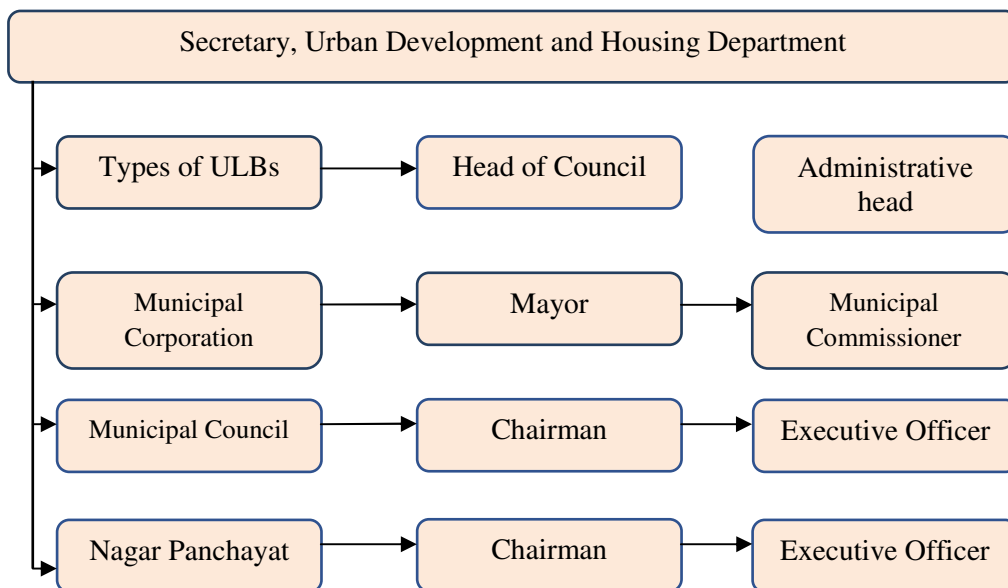 Secretary, Urban Development and Housing Department
Types of ULBs
Head of Council
Administrative
head
Municipal
Corporation
Mayor
Municipal
Commissioner
Municipal Council
Chairman
Executive Officer
Nagar Panchayat
Chairman
Executive Officer